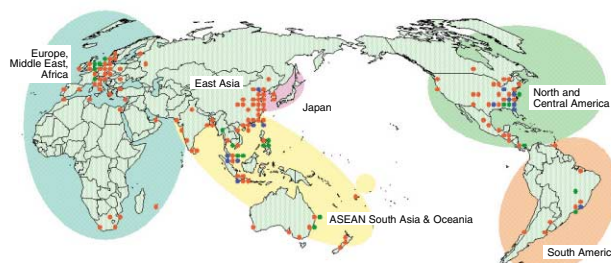 Europe,
Middle East,
Africa
East Asia
Japan
North and
Central America
ASEAN South Asia & Oceania
South America